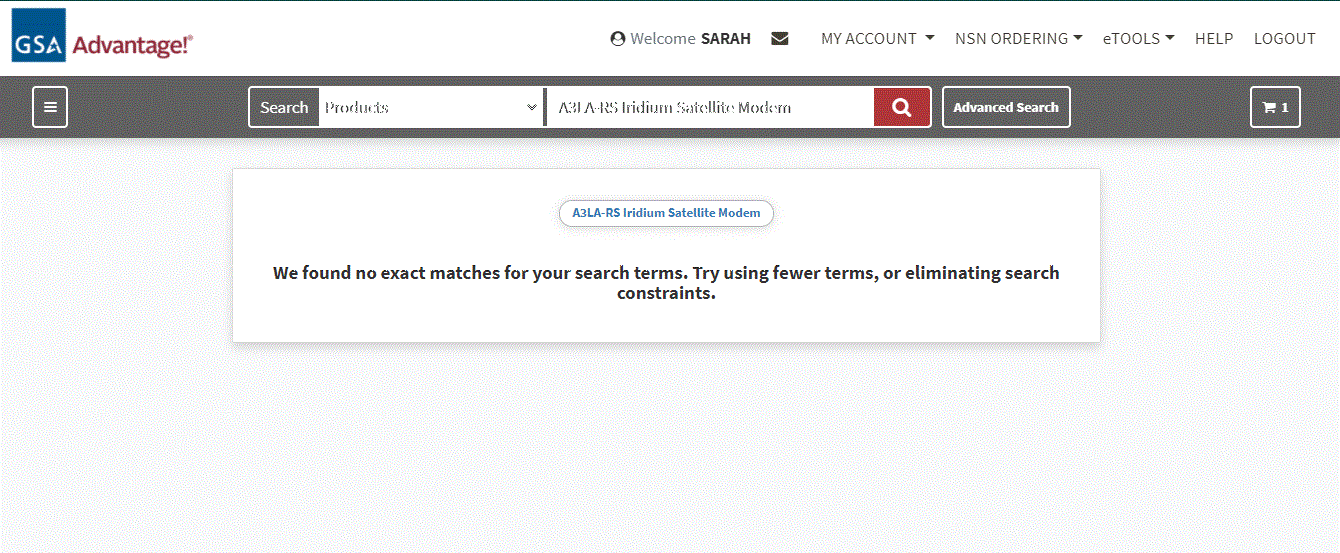 GSA Advantage!®
Welcome SARAH MY ACCOUNT NSN ORDERING eTOOLS HELP LOGOUT
Search Products A3LA-RS Iridium Satellite Modem Advanced Search 1
A3LA-RS Iridium Satellite Modem
We found no exact matches for your search terms. Try using fewer terms, or eliminating search
constraints.